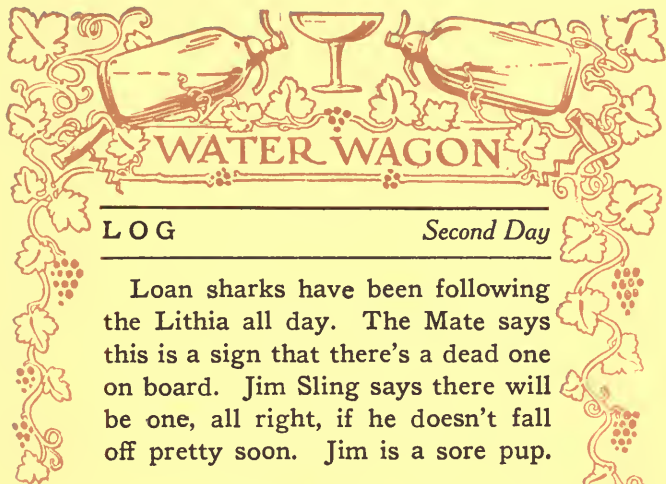 WATER WAGON
LOG Second Day
Loan sharks have been following
the Lithia all day. The Mate says
this is a sign that there's a dead one
on board. Jim Sling says there will
be one, all right, if he doesn't fall
off pretty soon. Jim is a sore pup.